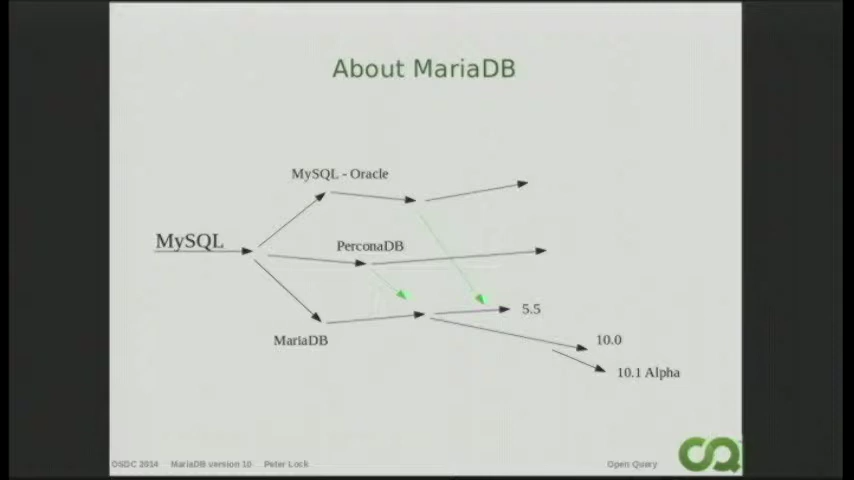 About MariaDB
MySQL - Oracle
MySQL
PerconaDB
5.5
MariaDB
10.0
10.1 Alpha
OSDC 2014 MariaDB version 10 Peter Lock
Open Query